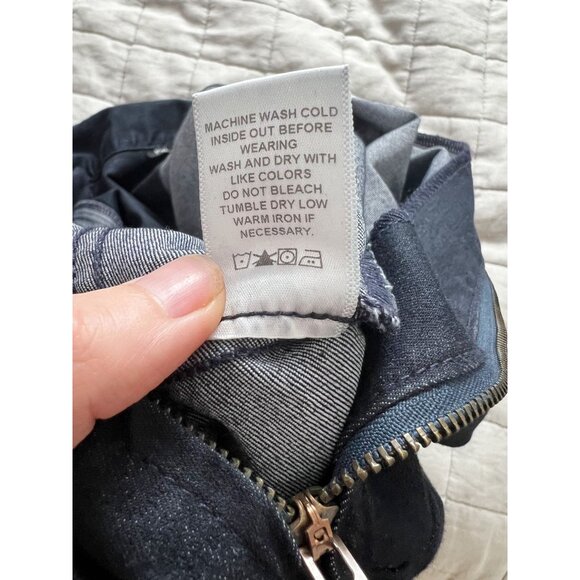 MACHINE WASH COLD
INSIDE OUT BEFORE
WEARING
WASH AND DRY WITH
LIKE COLORS
DO NOT BLEACH
TUMBLE DRY LOW
WARM IRON IF
NECESSARY.